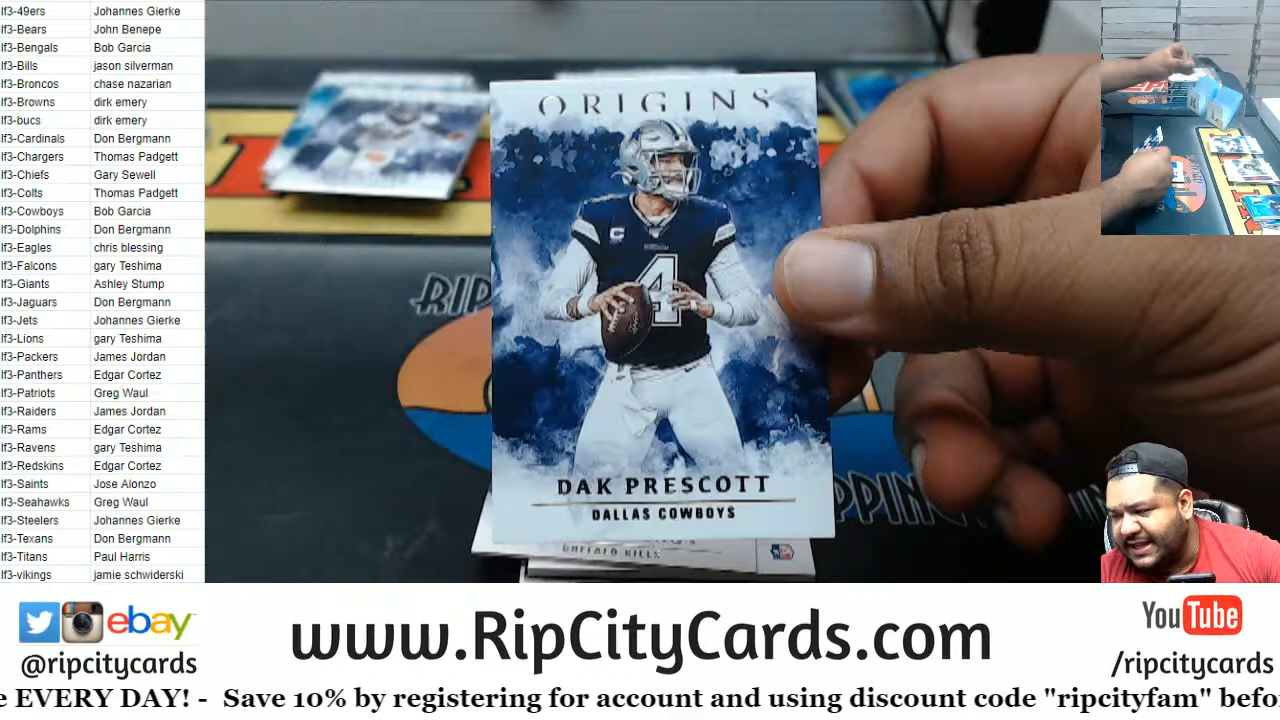 lf3-49ers Johannes Gierke
lf3-Bears John Benepe
lf3-Bengals Bob Garcia
lf3-Bills jason silverman
lf3-Broncos chase nazarian
lf3-Browns dirk emery
lf3-bucs dirk emery
lf3-Cardinals Don Bergmann
lf3-Chargers Thomas Padgett
lf3-Chiefs Gary Sewell
lf3-Colts Thomas Padgett
lf3-Cowboys Bob Garcia
lf3-Dolphins Don Bergmann
lf3-Eagles chris blessing
lf3-Falcons gary Teshima
lf3-Giants Ashley Stump
lf3-Jaguars Don Bergmann
lf3-Jets Johannes Gierke
lf3-Lions gary Teshima
lf3-Packers James Jordan
lf3-Panthers Edgar Cortez
lf3-Patriots Greg Waul
lf3-Raiders James Jordan
lf3-Rams Edgar Cortez
lf3-Ravens gary Teshima
lf3-Redskins Edgar Cortez
lf3-Saints Jose Alonzo
lf3-Seahawks Greg Waul
lf3-Steelers Johannes Gierke
lf3-Texans Don Bergmann
lf3-Titans Paul Harris
lf3-vikings jamie schwiderski
ORIGINS
C
4
DAK PRESCOTT
DALLAS COWBOYS
BUFFALO BILLS
NFL
RIP
PPIN
ebay
@ripcitycards
www.RipCityCards.com
YouTube
/ripcitycards
e EVERY DAY! - Save 10% by registering for account and using discount code "ripcityfam" befo